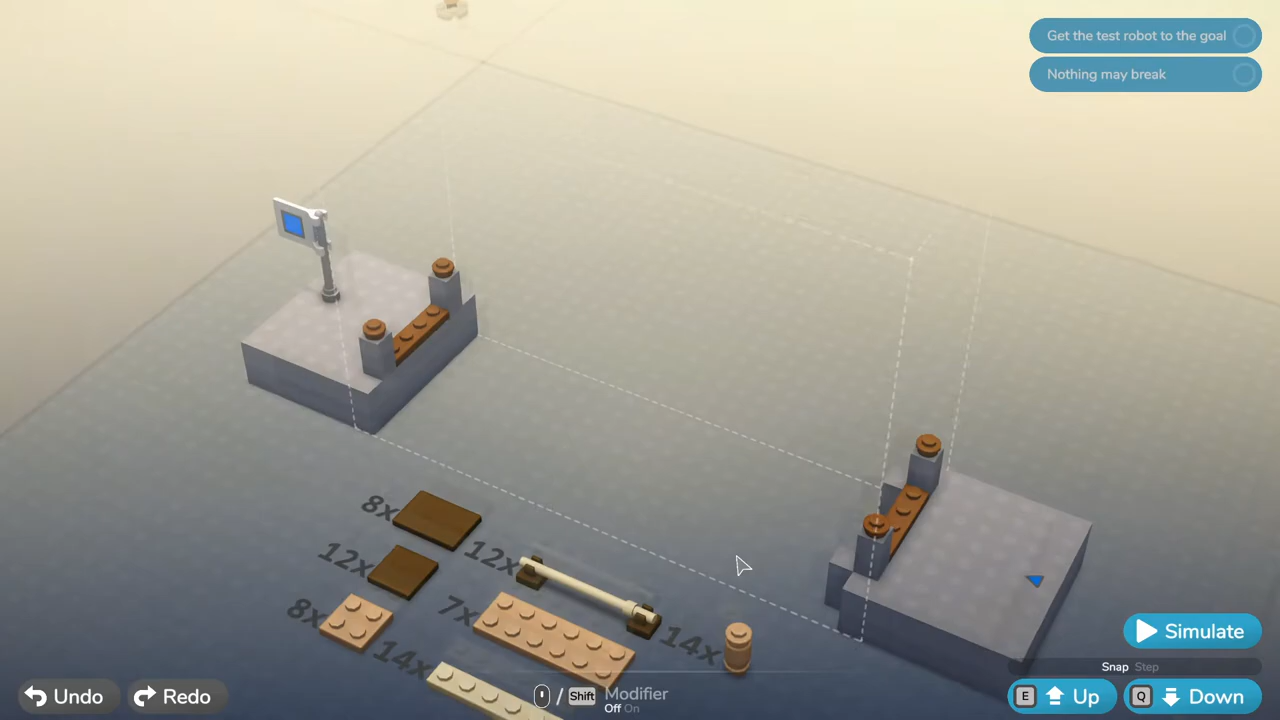 Get the test robot to the goal
Nothing may break
8x
12x
12x
8x
7x
14x
14x
Simulate
Snap Step
Undo
Redo
/ Shift Modifier
Off On
E Up
Q Down